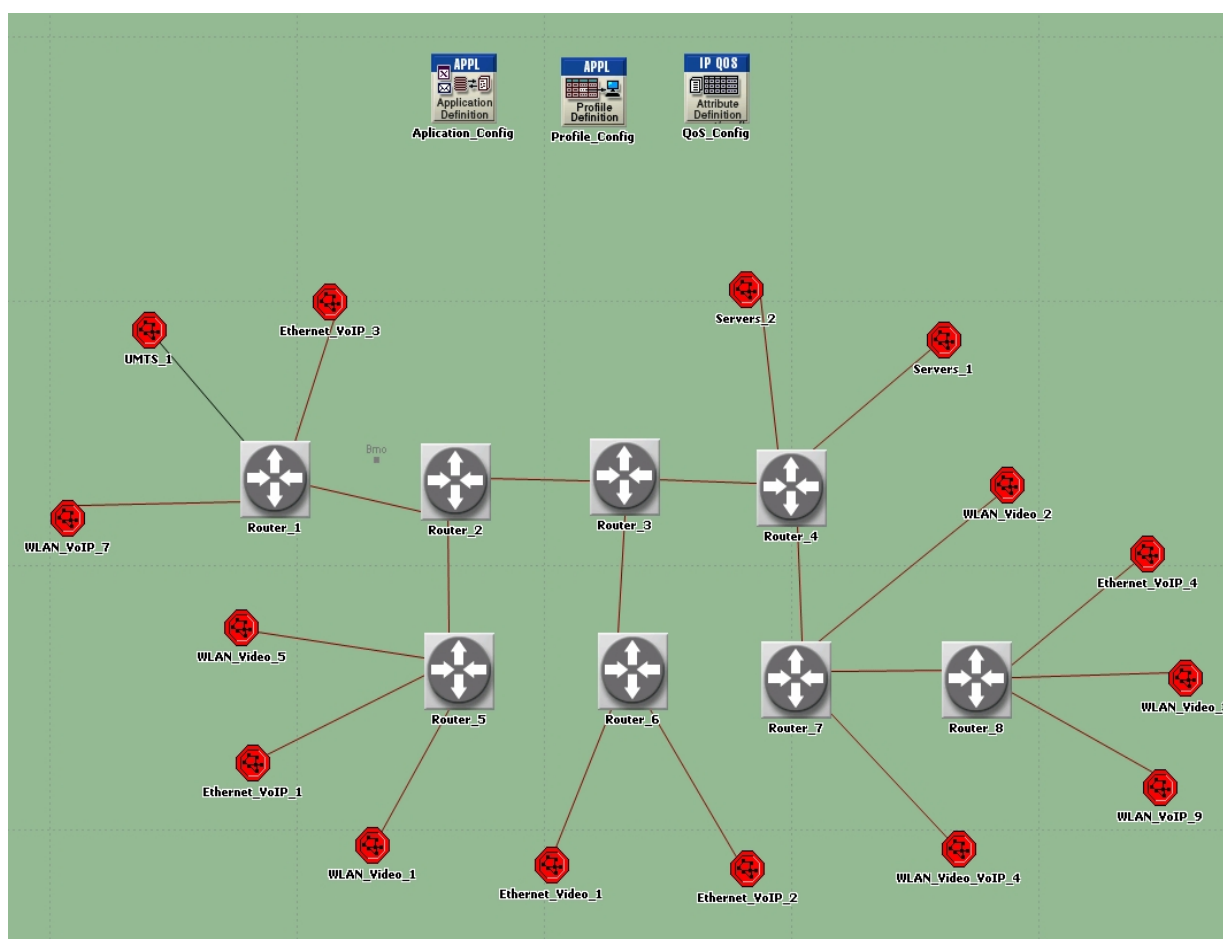 APPL
Application
Definition
Aplication_Config
APPL
Profile
Definition
Profile_Config
IP QOS
Attribute
Definition
QoS_Config
Servers_2
Ethernet_VoIP_3
UMTS_1
Servers_1
Bmo
Router_1
Router_2
Router_3
Router_4
WLAN_Video_2
WLAN_VoIP_7
Ethernet_VoIP_4
WLAN_Video_5
Router_5
Router_6
Router_7
Router_8
WLAN_Video_
Ethernet_VoIP_1
WLAN_VoIP_9
WLAN_Video_1
Ethernet_Video_1
Ethernet_VoIP_2
WLAN_Video_VoIP_4